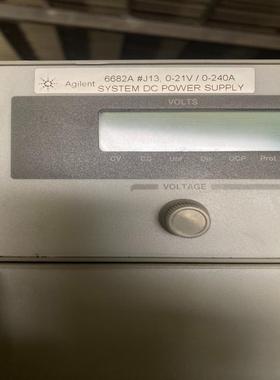 Agilent 6682A #J13, 0-21V / 0-240A
SYSTEM DC POWER SUPPLY
VOLTS
CV CC Unr Dis OCP Prot
VOLTAGE